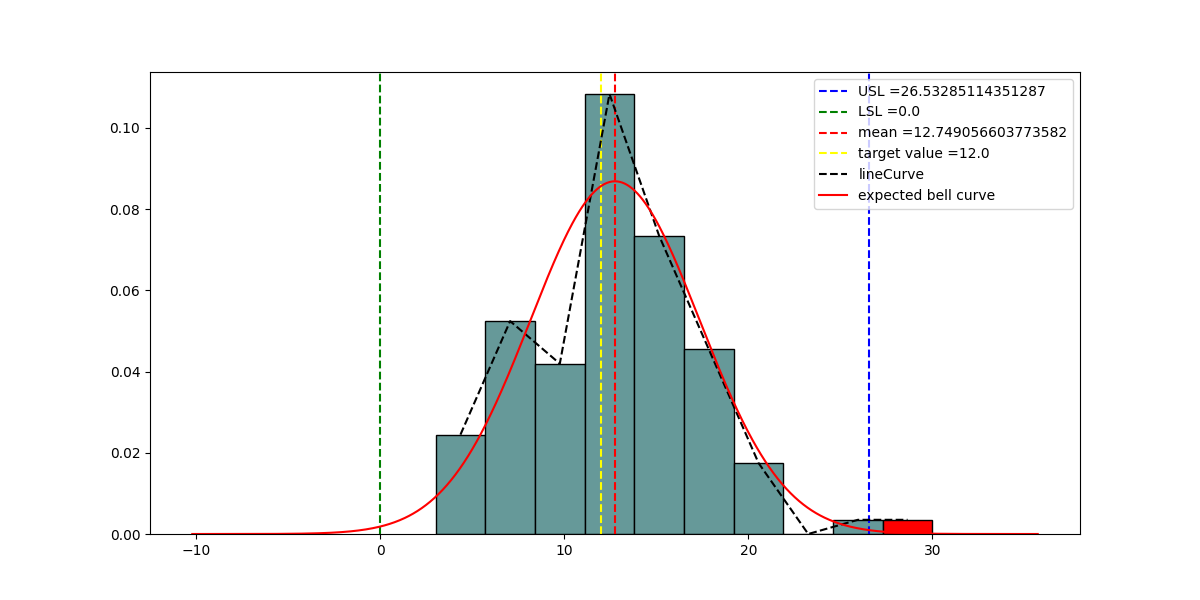 USL =26.53285114351287
LSL =0.0
mean =12.749056603773582
target value =12.0
lineCurve
expected bell curve
0.10
0.08
0.06
0.04
0.02
0.00
−10 0 10 20 30